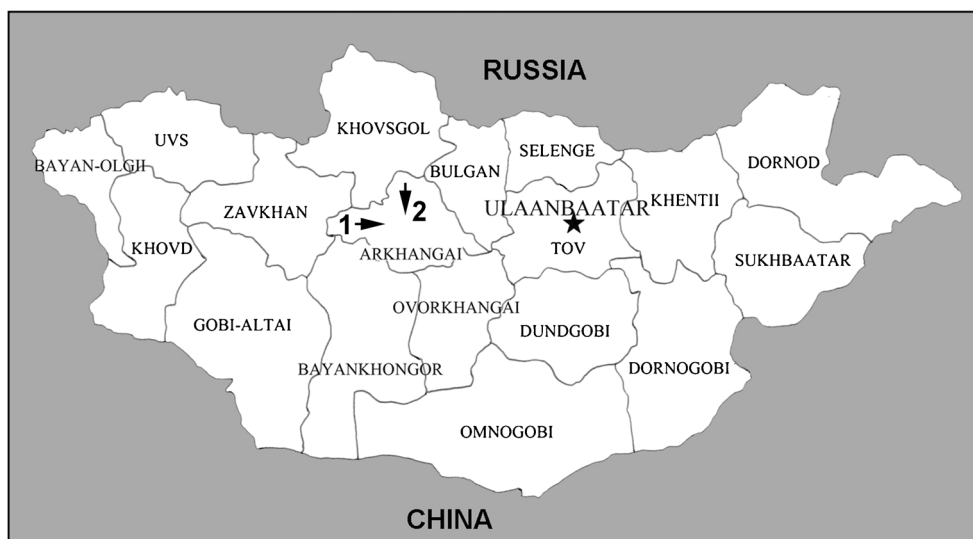 RUSSIA
KHOVSGOL
UVS
SELENGE
BAYAN-OLGII
BULGAN
DORNOD
KHENTII
ZAVKHAN
2
ULAANBAATAR
1
KHOVD
ARKHANGAI
TOV
SUKHBAATAR
OVORKHANGAI
GOBI-ALTAI
DUNDGOBI
BAYANKHONGOR
DORNOGOBI
OMNOGOBI
CHINA